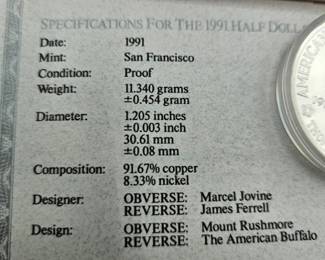 SPECIFICATIONS FOR THE 1991 HALF
Date: 1991
Mint: San Francisco
Condition: Proof
Weight: 11.340 grams
±0.454 gram
Diameter: 1.205 inches
±0.003 inch
30.61 mm
±0.08 mm
Composition: 91.67% copper
8.33% nickel
Designer: OBVERSE: Marcel Jovine
REVERSE: James Ferrell
Design: OBVERSE: Mount Rushmore
REVERSE: The American Buffalo
OF AMERICA